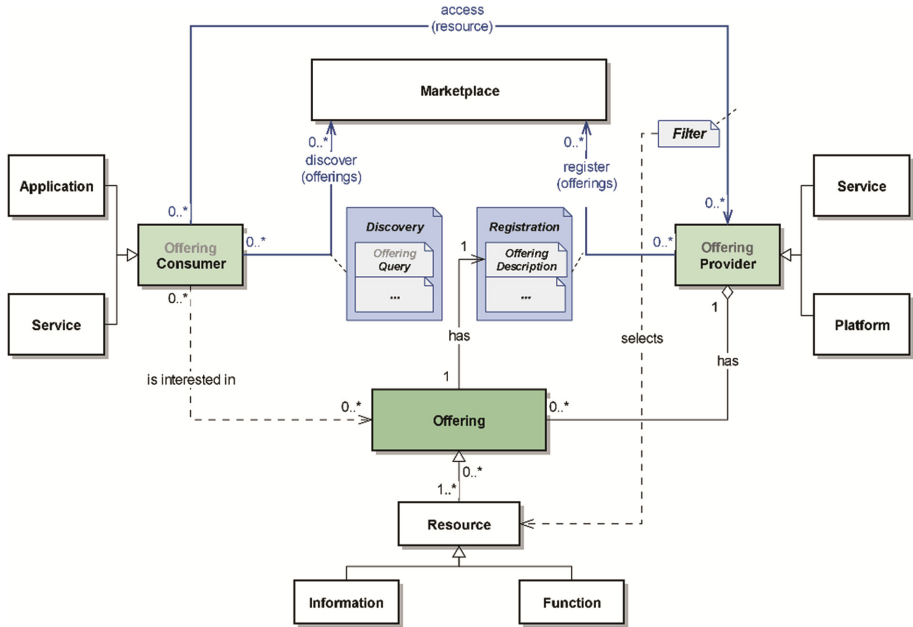 access
(resource)
Marketplace
0..*
0..*
Filter
discover
(offerings)
register
(offerings)
Application
Service
0..*
0..*
Discovery
Registration
Offering
Consumer
0..*
Offering
Query
...
1
Offering
Description
...
0..*
Offering
Provider
0..*
1
Service
Platform
has
selects
has
is interested in
1
0..*
Offering
0..*
0..*
1..*
Resource
Information
Function